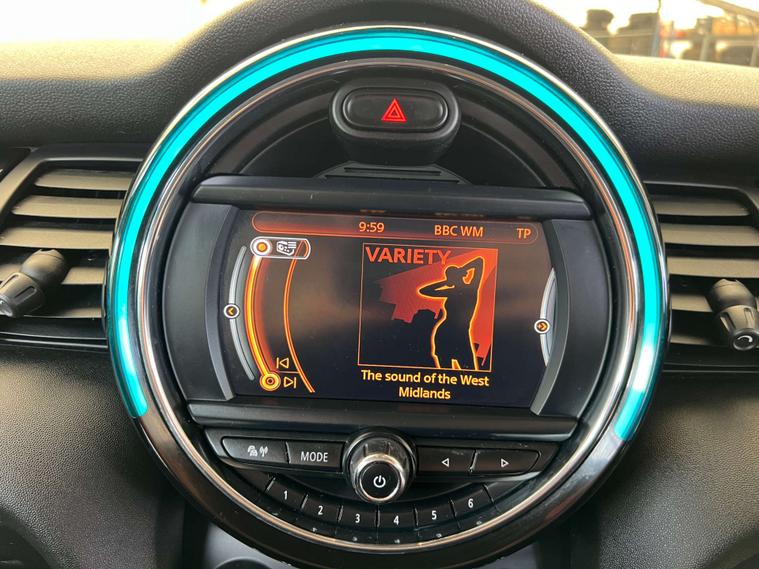 9:59 BBC WM TP
VARIETY
The sound of the West
Midlands
MODE
1 2 3 4 5 6